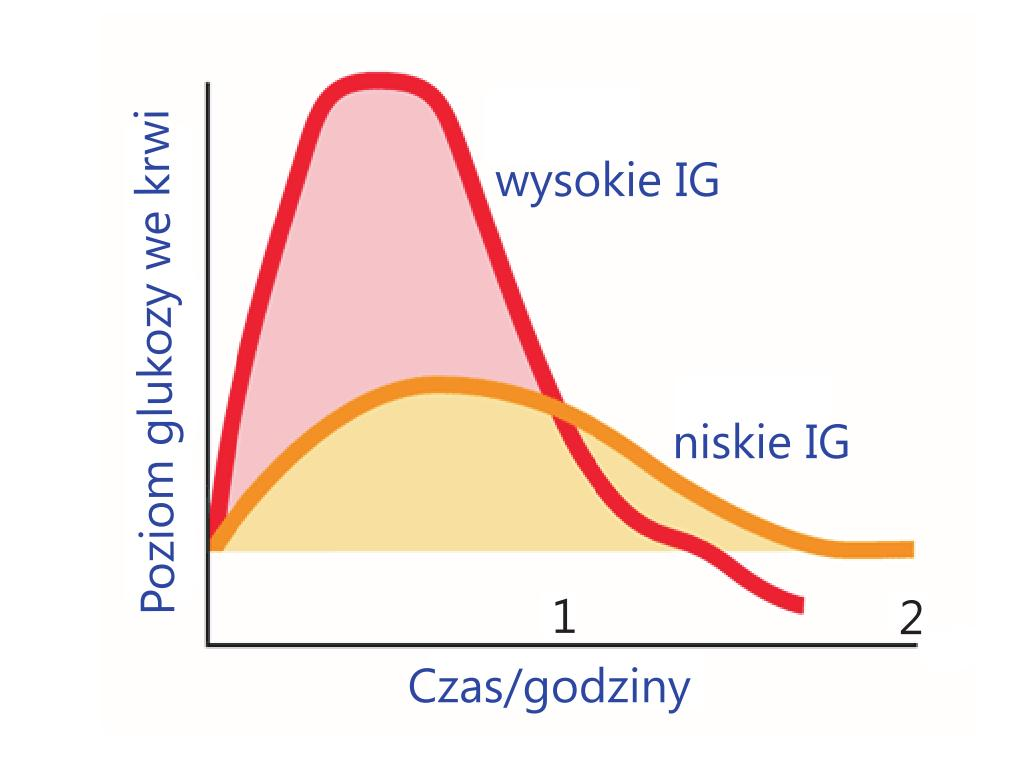 Poziom glukozy we krwi
wysokie IG
niskie IG
1
2
Czas/godziny